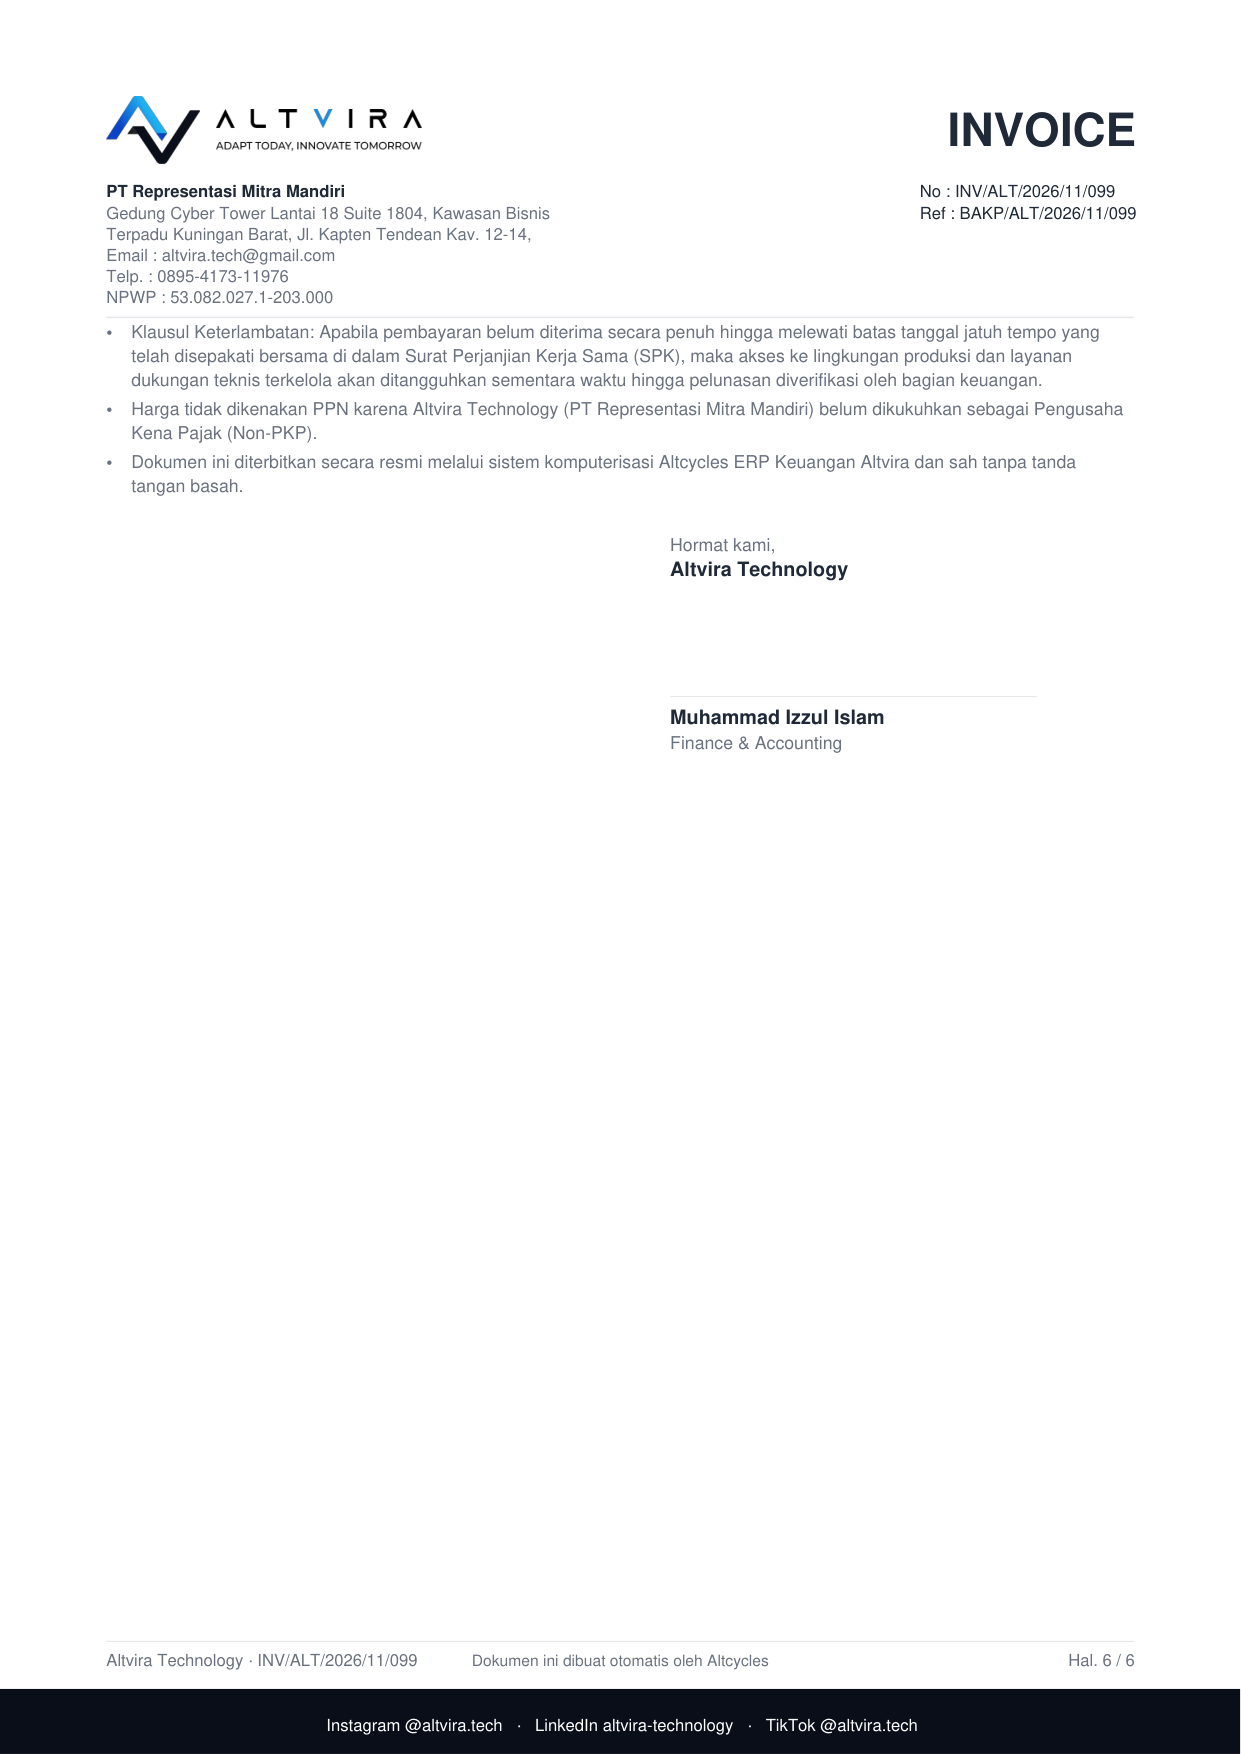 ALTVIRA
ADAPT TODAY, INNOVATE TOMORROW
INVOICE
PT Representasi Mitra Mandiri
Gedung Cyber Tower Lantai 18 Suite 1804, Kawasan Bisnis
Terpadu Kuningan Barat, Jl. Kapten Tendean Kav. 12-14,
Email : altvira.tech@gmail.com
Telp. : 0895-4173-11976
NPWP : 53.082.027.1-203.000
No : INV/ALT/2026/11/099
Ref : BAKP/ALT/2026/11/099
• Klausul Keterlambatan: Apabila pembayaran belum diterima secara penuh hingga melewati batas tanggal jatuh tempo yang
telah disepakati bersama di dalam Surat Perjanjian Kerja Sama (SPK), maka akses ke lingkungan produksi dan layanan
dukungan teknis terkelola akan ditangguhkan sementara waktu hingga pelunasan diverifikasi oleh bagian keuangan.
• Harga tidak dikenakan PPN karena Altvira Technology (PT Representasi Mitra Mandiri) belum dikukuhkan sebagai Pengusaha
Kena Pajak (Non-PKP).
• Dokumen ini diterbitkan secara resmi melalui sistem komputerisasi Altcycles ERP Keuangan Altvira dan sah tanpa tanda
tangan basah.
Hormat kami,
Altvira Technology
Muhammad Izzul Islam
Finance & Accounting
Altvira Technology · INV/ALT/2026/11/099 Dokumen ini dibuat otomatis oleh Altcycles Hal. 6 / 6
Instagram @altvira.tech · LinkedIn altvira-technology · TikTok @altvira.tech